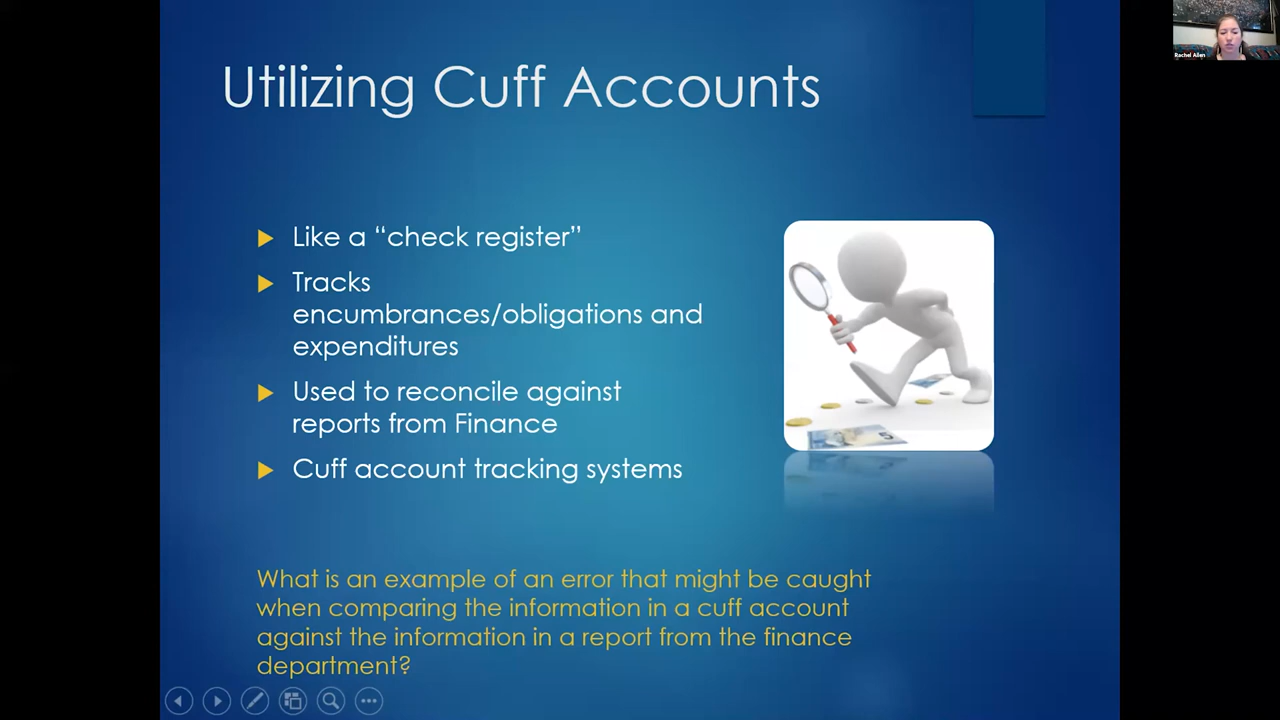 Utilizing Cuff Accounts
Rachel Allen
Like a “check register”
Tracks
encumbrances/obligations and
expenditures
Used to reconcile against
reports from Finance
Cuff account tracking systems
What is an example of an error that might be caught
when comparing the information in a cuff account
against the information in a report from the finance
department?